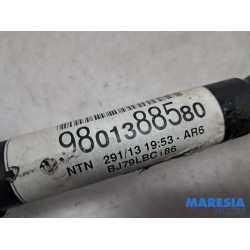 9801388580
NTN 291/13 19:53 - AR6
BJ79LBC186
MARESIA